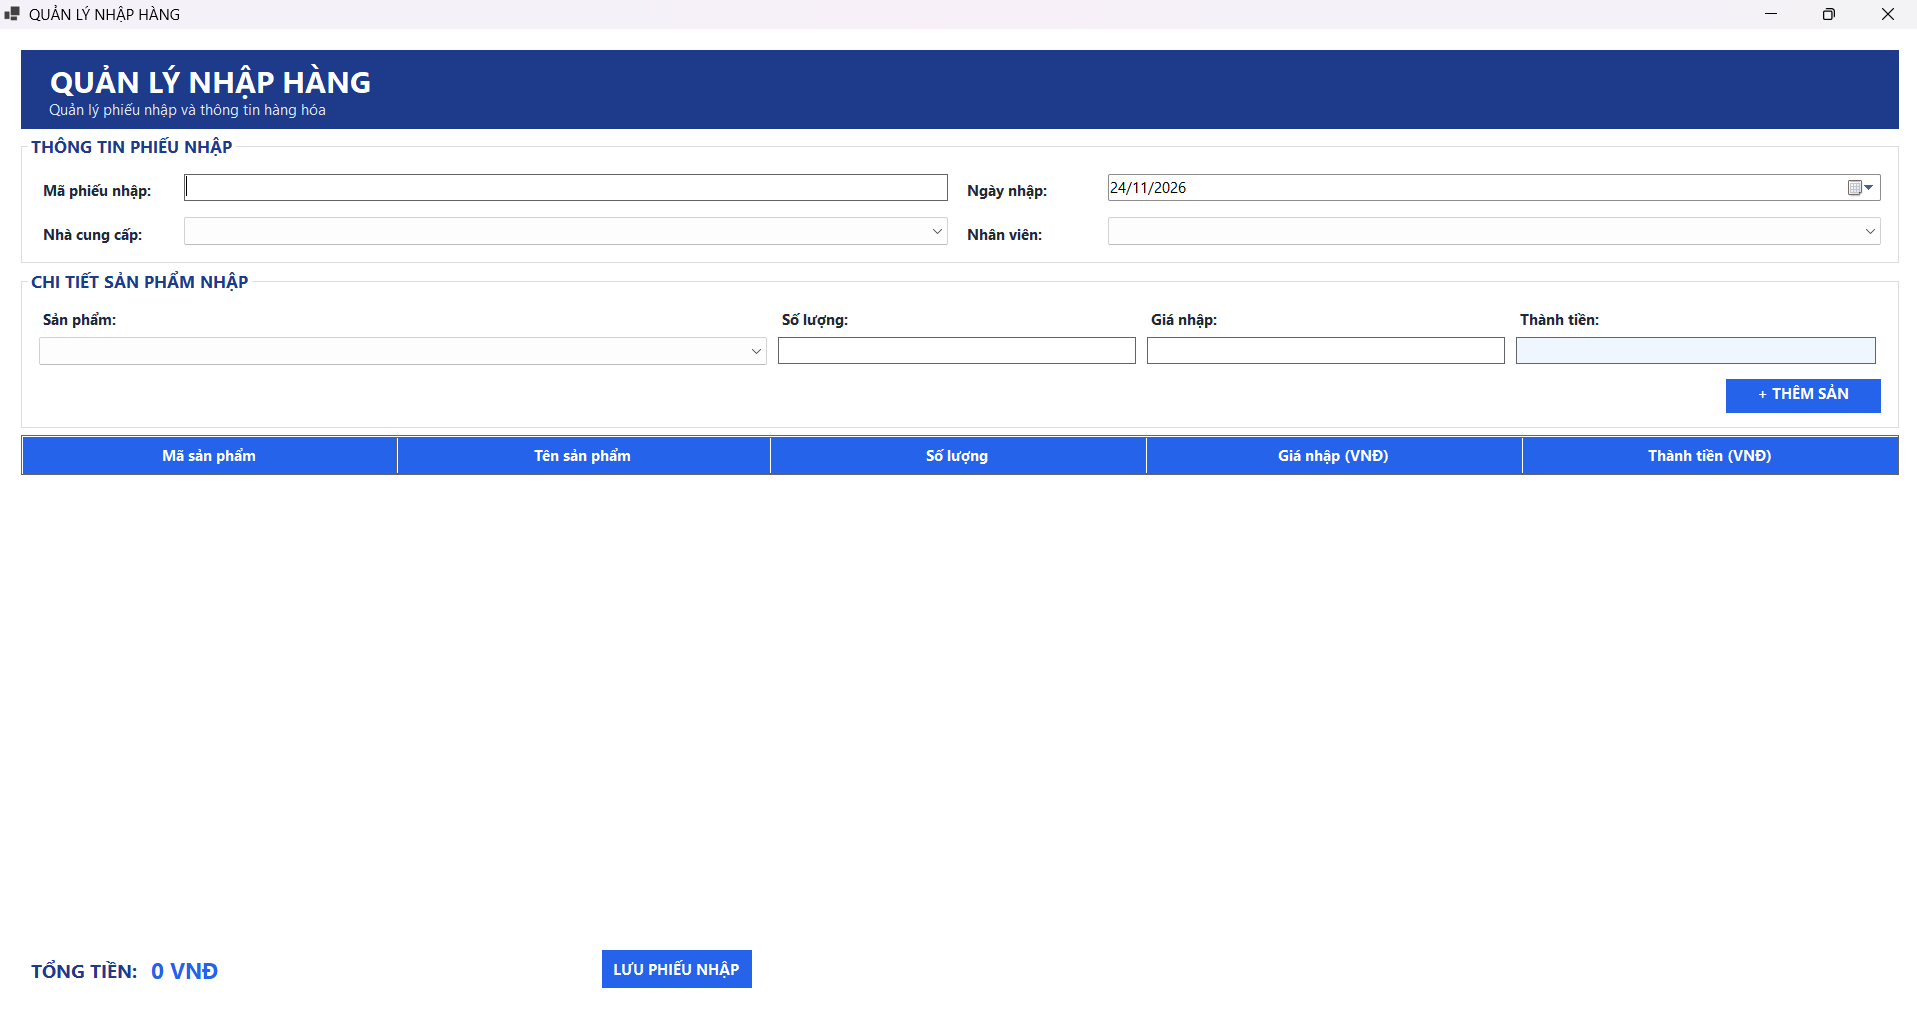 QUẢN LÝ NHẬP HÀNG
QUẢN LÝ NHẬP HÀNG
Quản lý phiếu nhập và thông tin hàng hóa
THÔNG TIN PHIẾU NHẬP
Mã phiếu nhập:
Ngày nhập: 24/11/2026
Nhà cung cấp:
Nhân viên:
CHI TIẾT SẢN PHẨM NHẬP
Sản phẩm: Số lượng: Giá nhập: Thành tiền:
+ THÊM SẢN
Mã sản phẩm Tên sản phẩm Số lượng Giá nhập (VNĐ) Thành tiền (VNĐ)
TỔNG TIỀN: 0 VNĐ
LƯU PHIẾU NHẬP